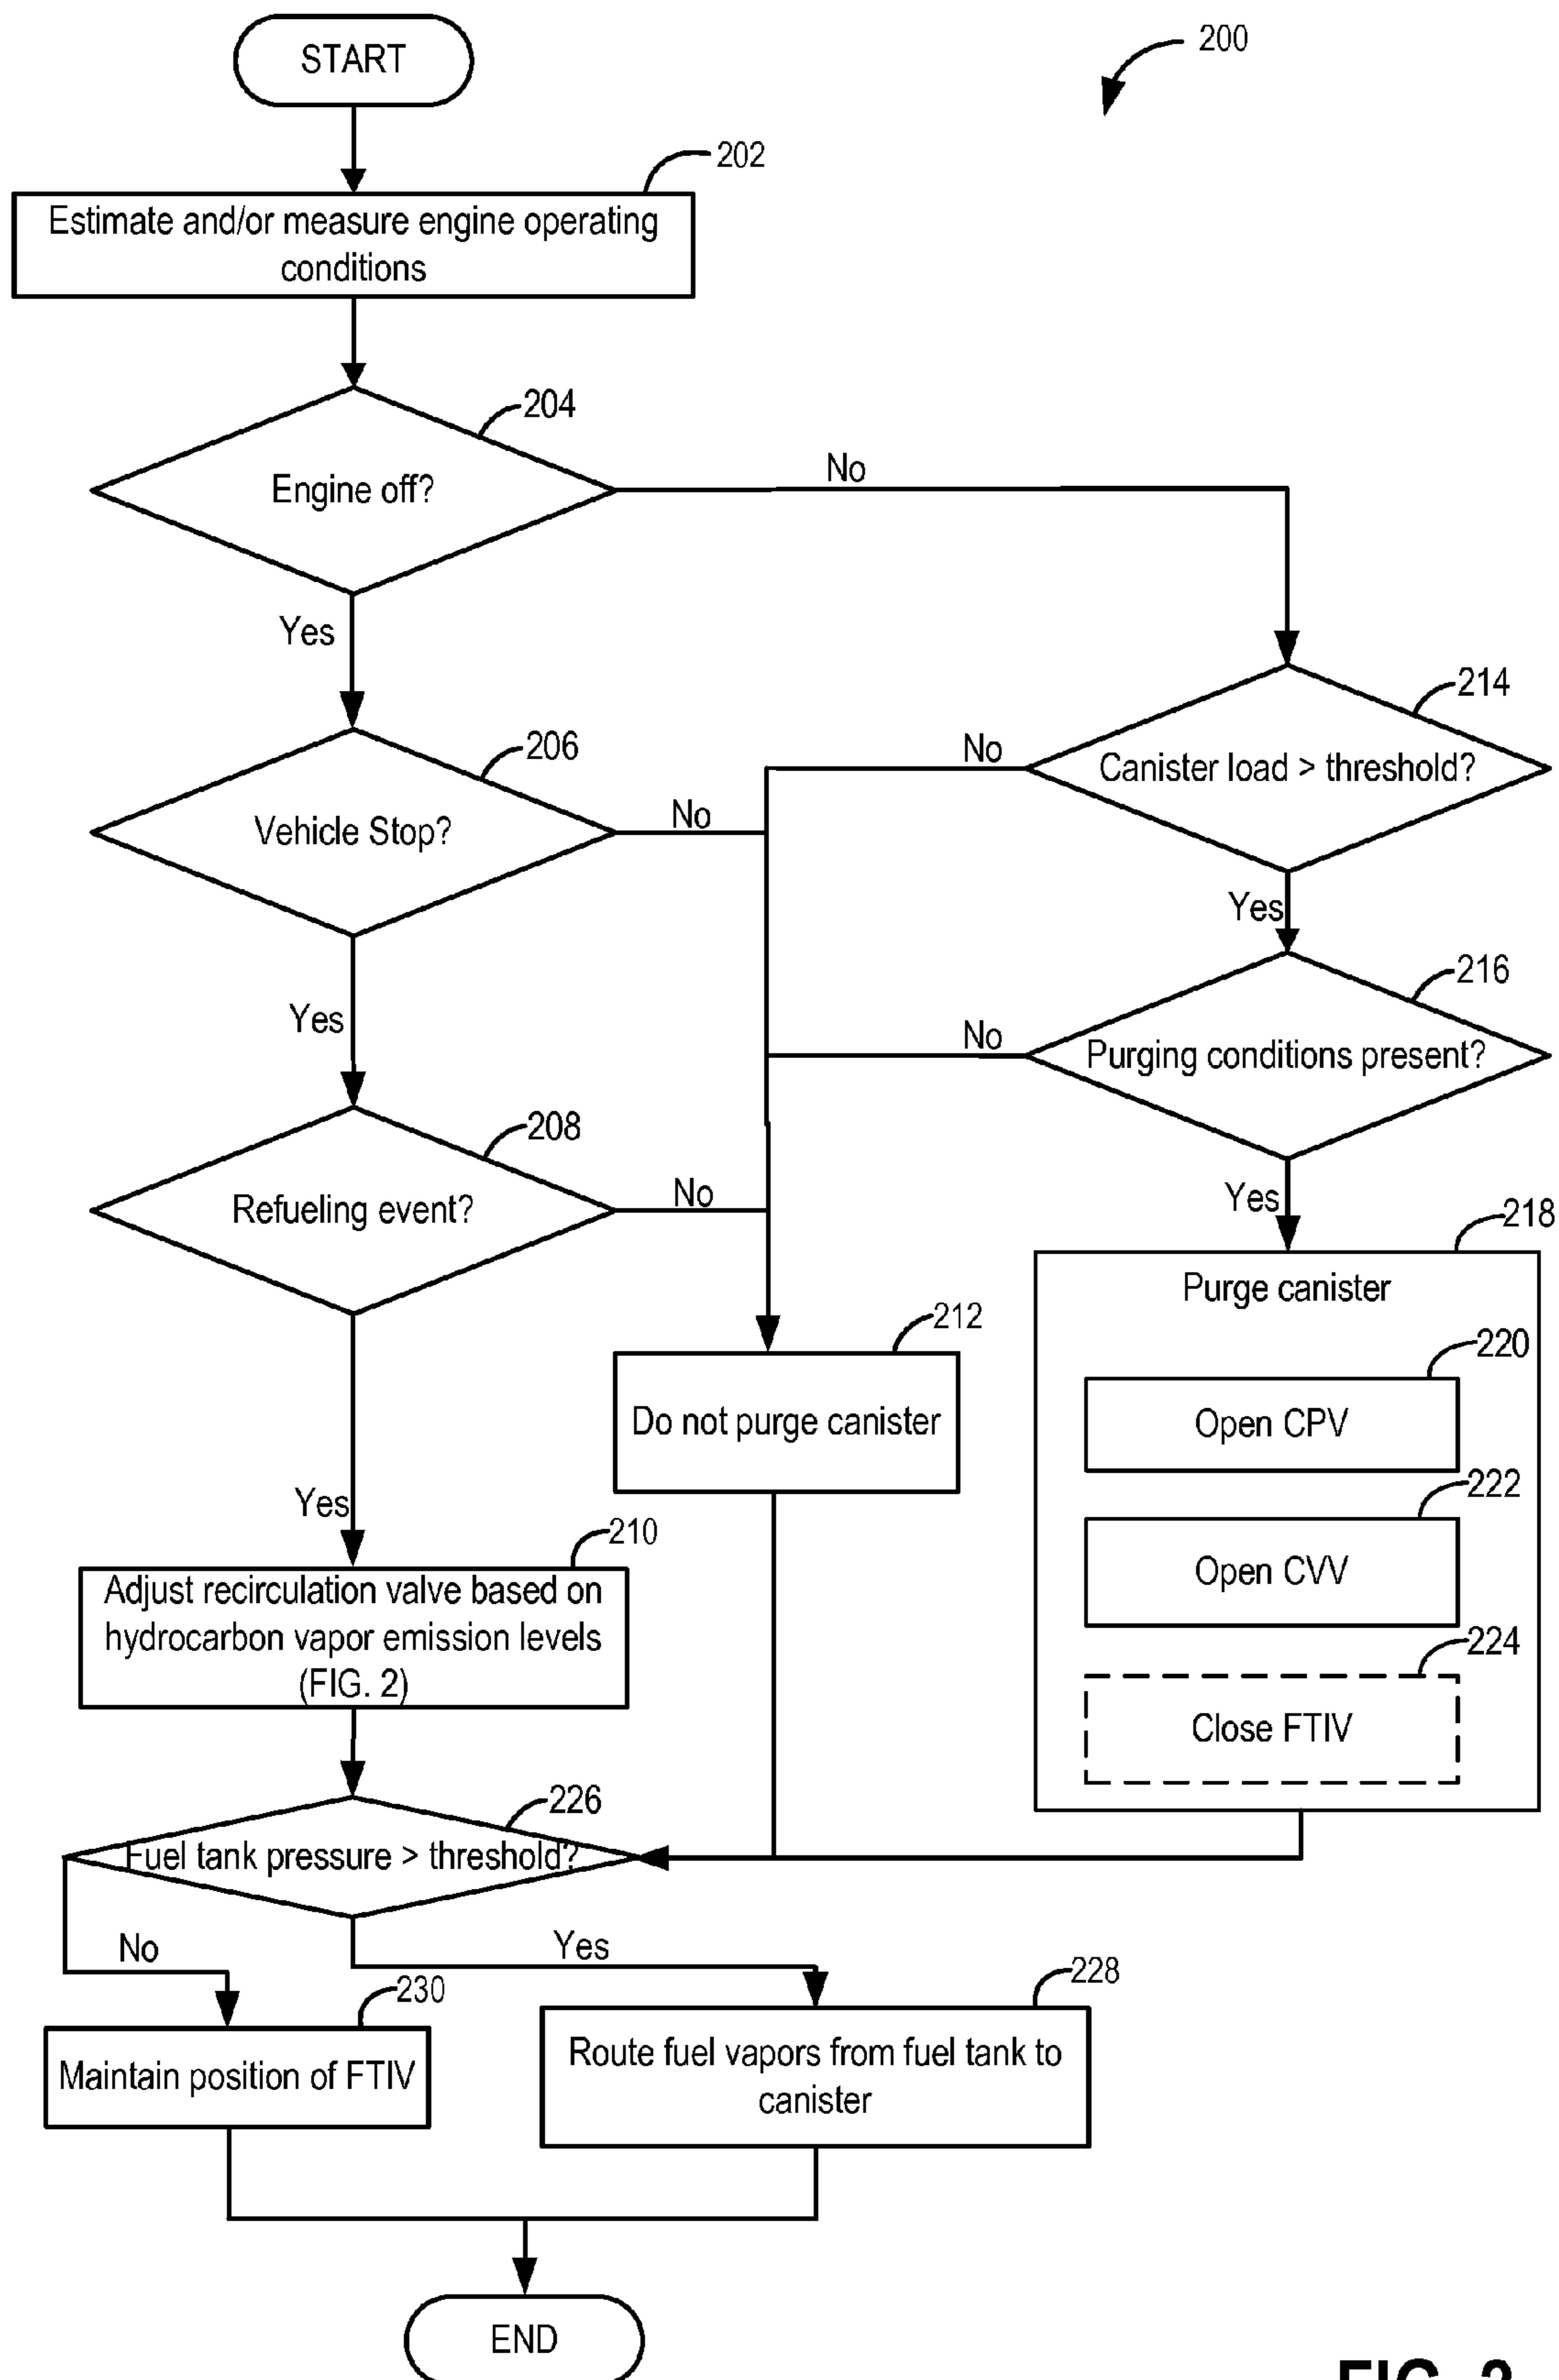 START
200
202
Estimate and/or measure engine operating
conditions
204
Engine off?
No
Yes
214
Canister load > threshold?
No
206
Vehicle Stop?
No
Yes
Yes
216
Purging conditions present?
No
208
Refueling event?
No
Yes
218
Purge canister
212
Do not purge canister
220
Open CPV
222
Open CVV
224
Close FTIV
Yes
210
Adjust recirculation valve based on
hydrocarbon vapor emission levels
(FIG. 2)
226
Fuel tank pressure > threshold?
No
Yes
230
Maintain position of FTIV
228
Route fuel vapors from fuel tank to
canister
END